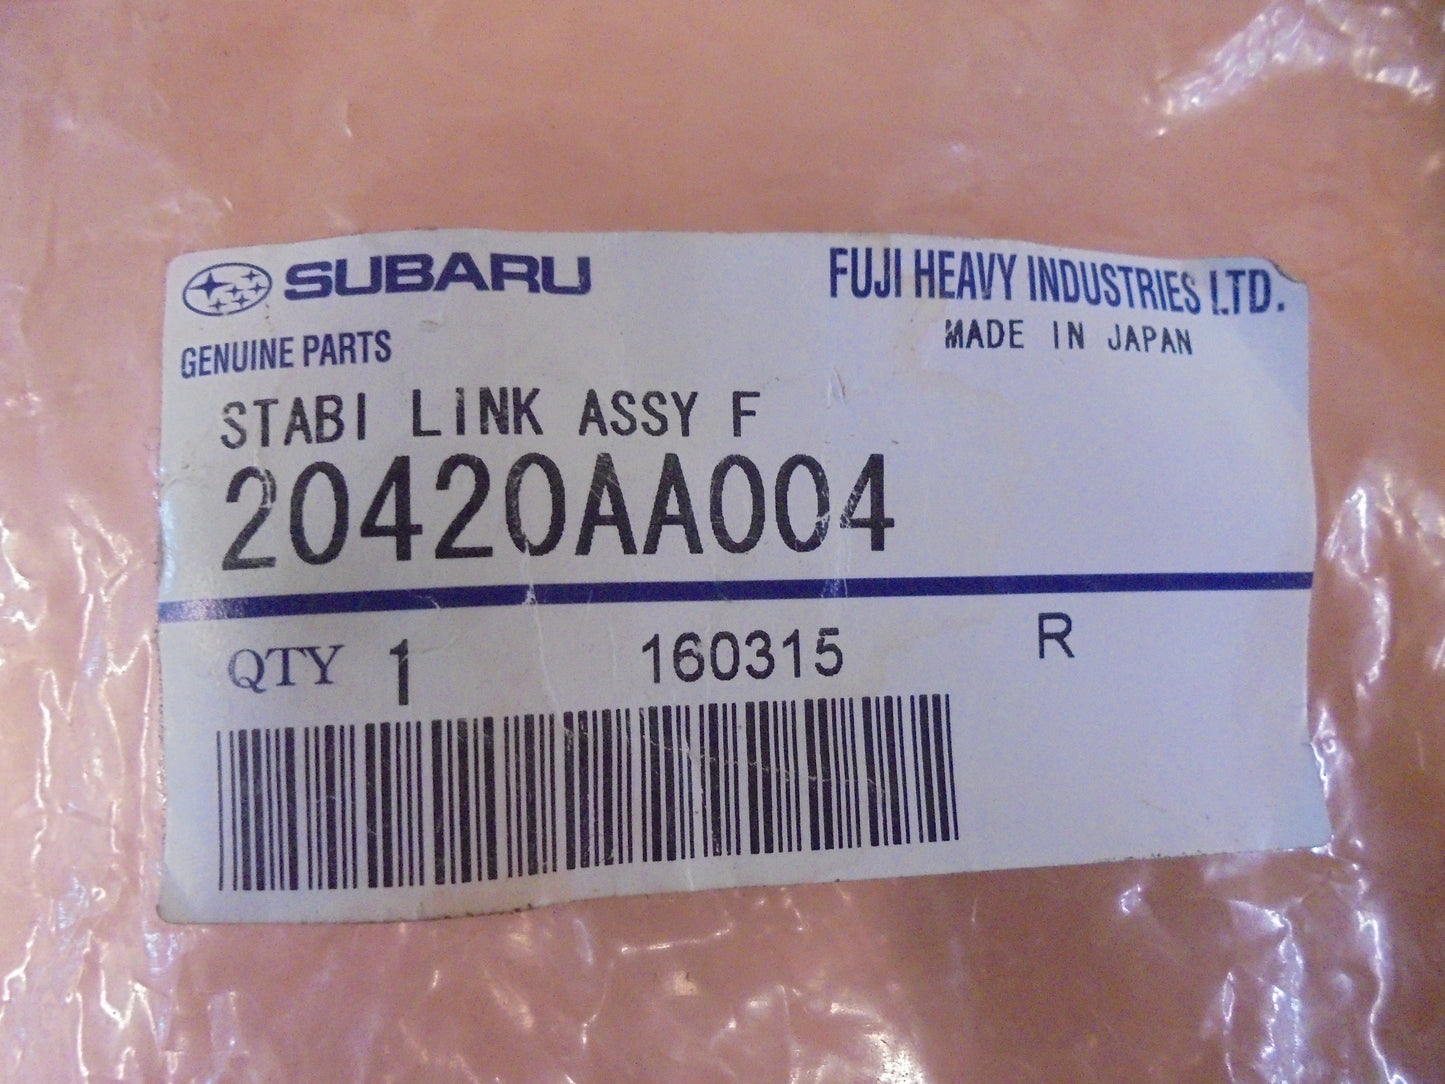 SUBARU
FUJI HEAVY INDUSTRIES LTD.
GENUINE PARTS
MADE IN JAPAN
STABI LINK ASSY F
20420AA004
QTY 1 160315 R